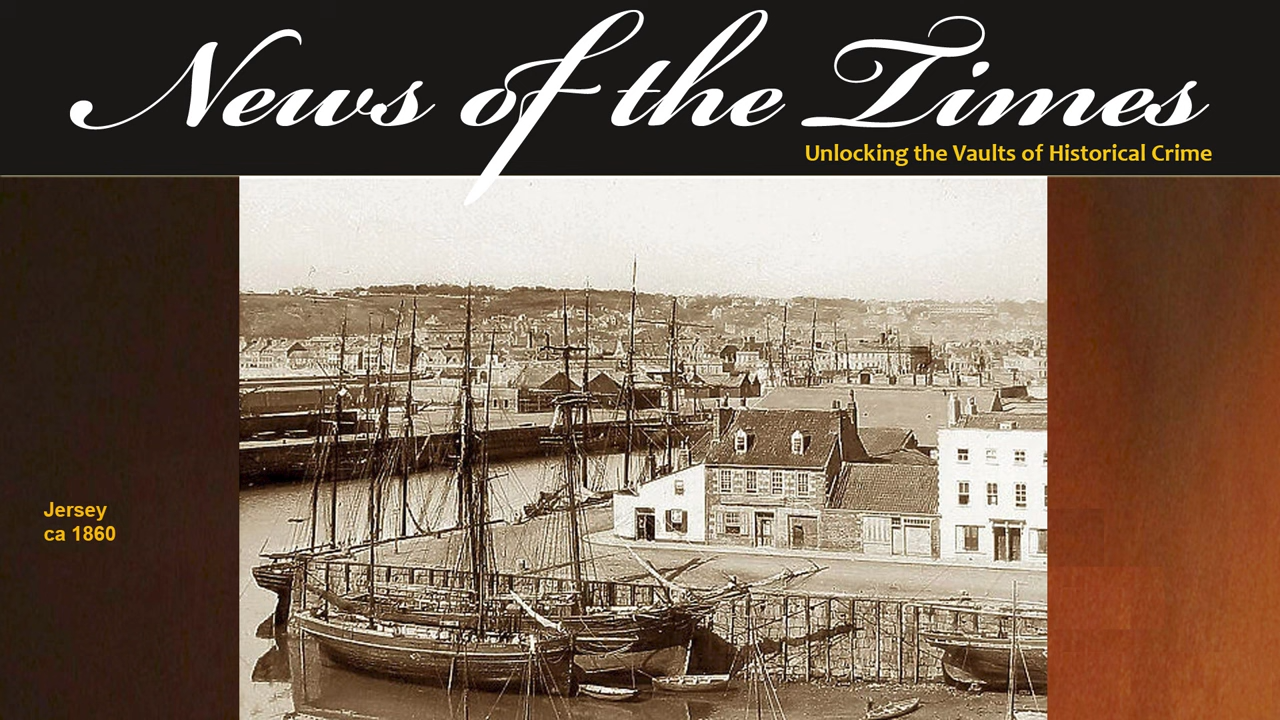 News of the Times
Unlocking the Vaults of Historical Crime
Jersey
ca 1860